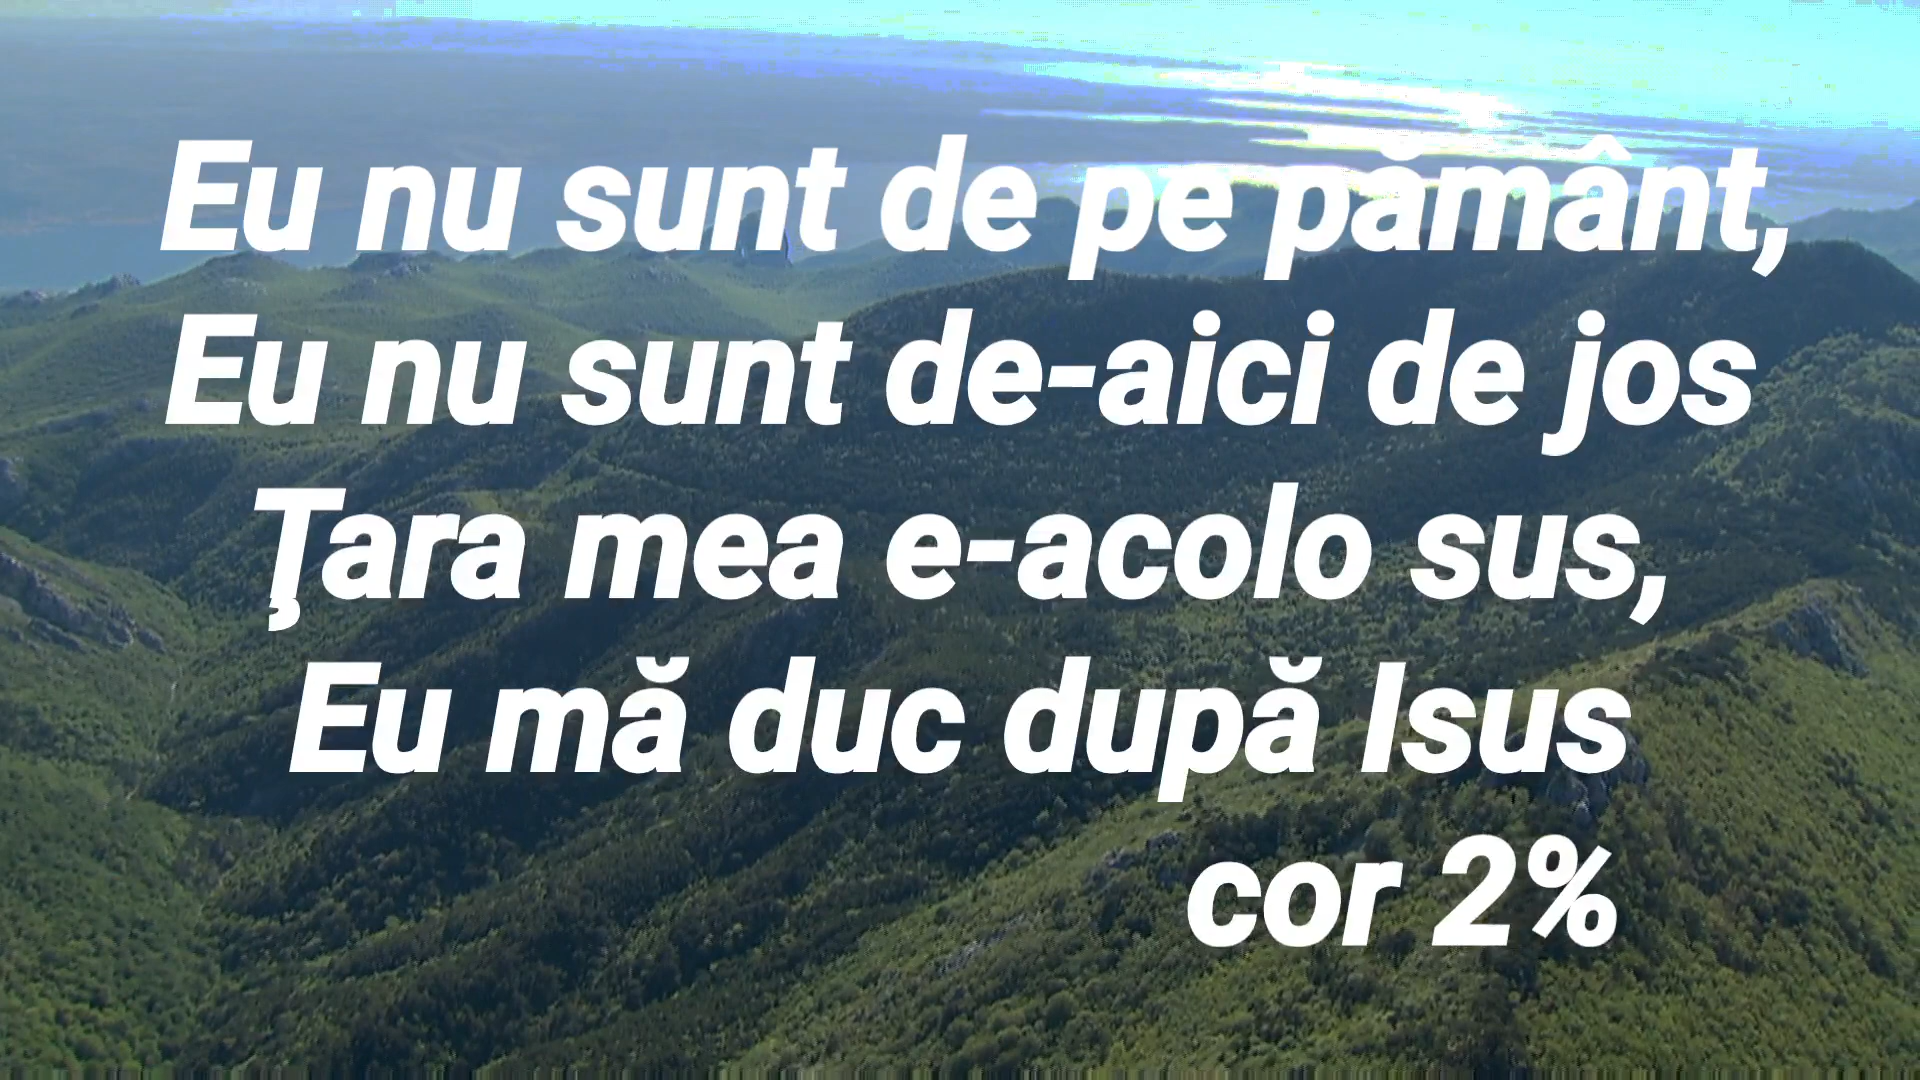 Eu nu sunt de pe pământ,
Eu nu sunt de-aici de jos
Ţara mea e-acolo sus,
Eu mă duc după Isus
cor 2%